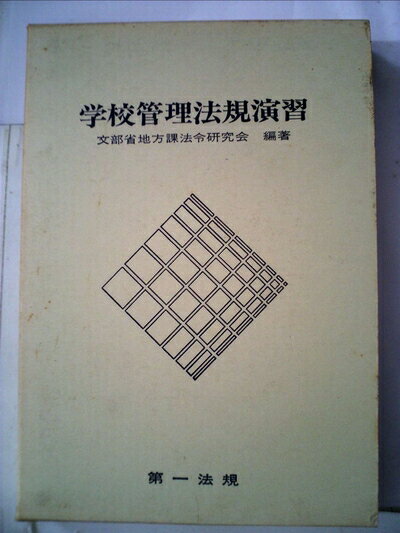 学校管理法規演習
文部省地方課法令研究会 編著
第一法規